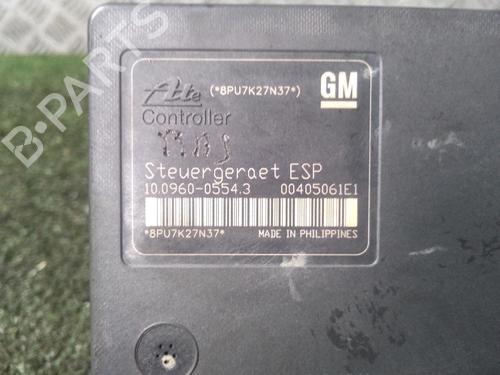 Ate (*8PU7K27N37*) GM
Controller
Steuergeraet ESP
10.0960-0554.3 00405061E1
*8PU7K27N37* MADE IN PHILIPPINES
B-PARTS